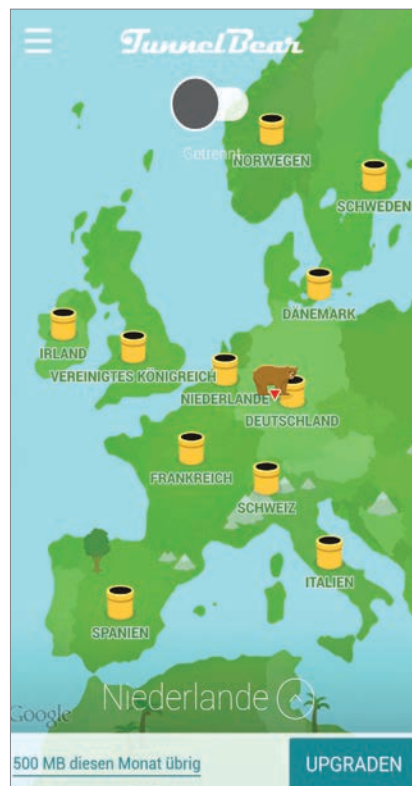 TunnelBear
Getrennt
NORWEGEN
SCHWEDEN
DÄNEMARK
IRLAND
VEREINIGTES KÖNIGREICH
NIEDERLANDE
DEUTSCHLAND
FRANKREICH
SCHWEIZ
ITALIEN
SPANIEN
Niederlande
Google
500 MB diesen Monat übrig
UPGRADEN